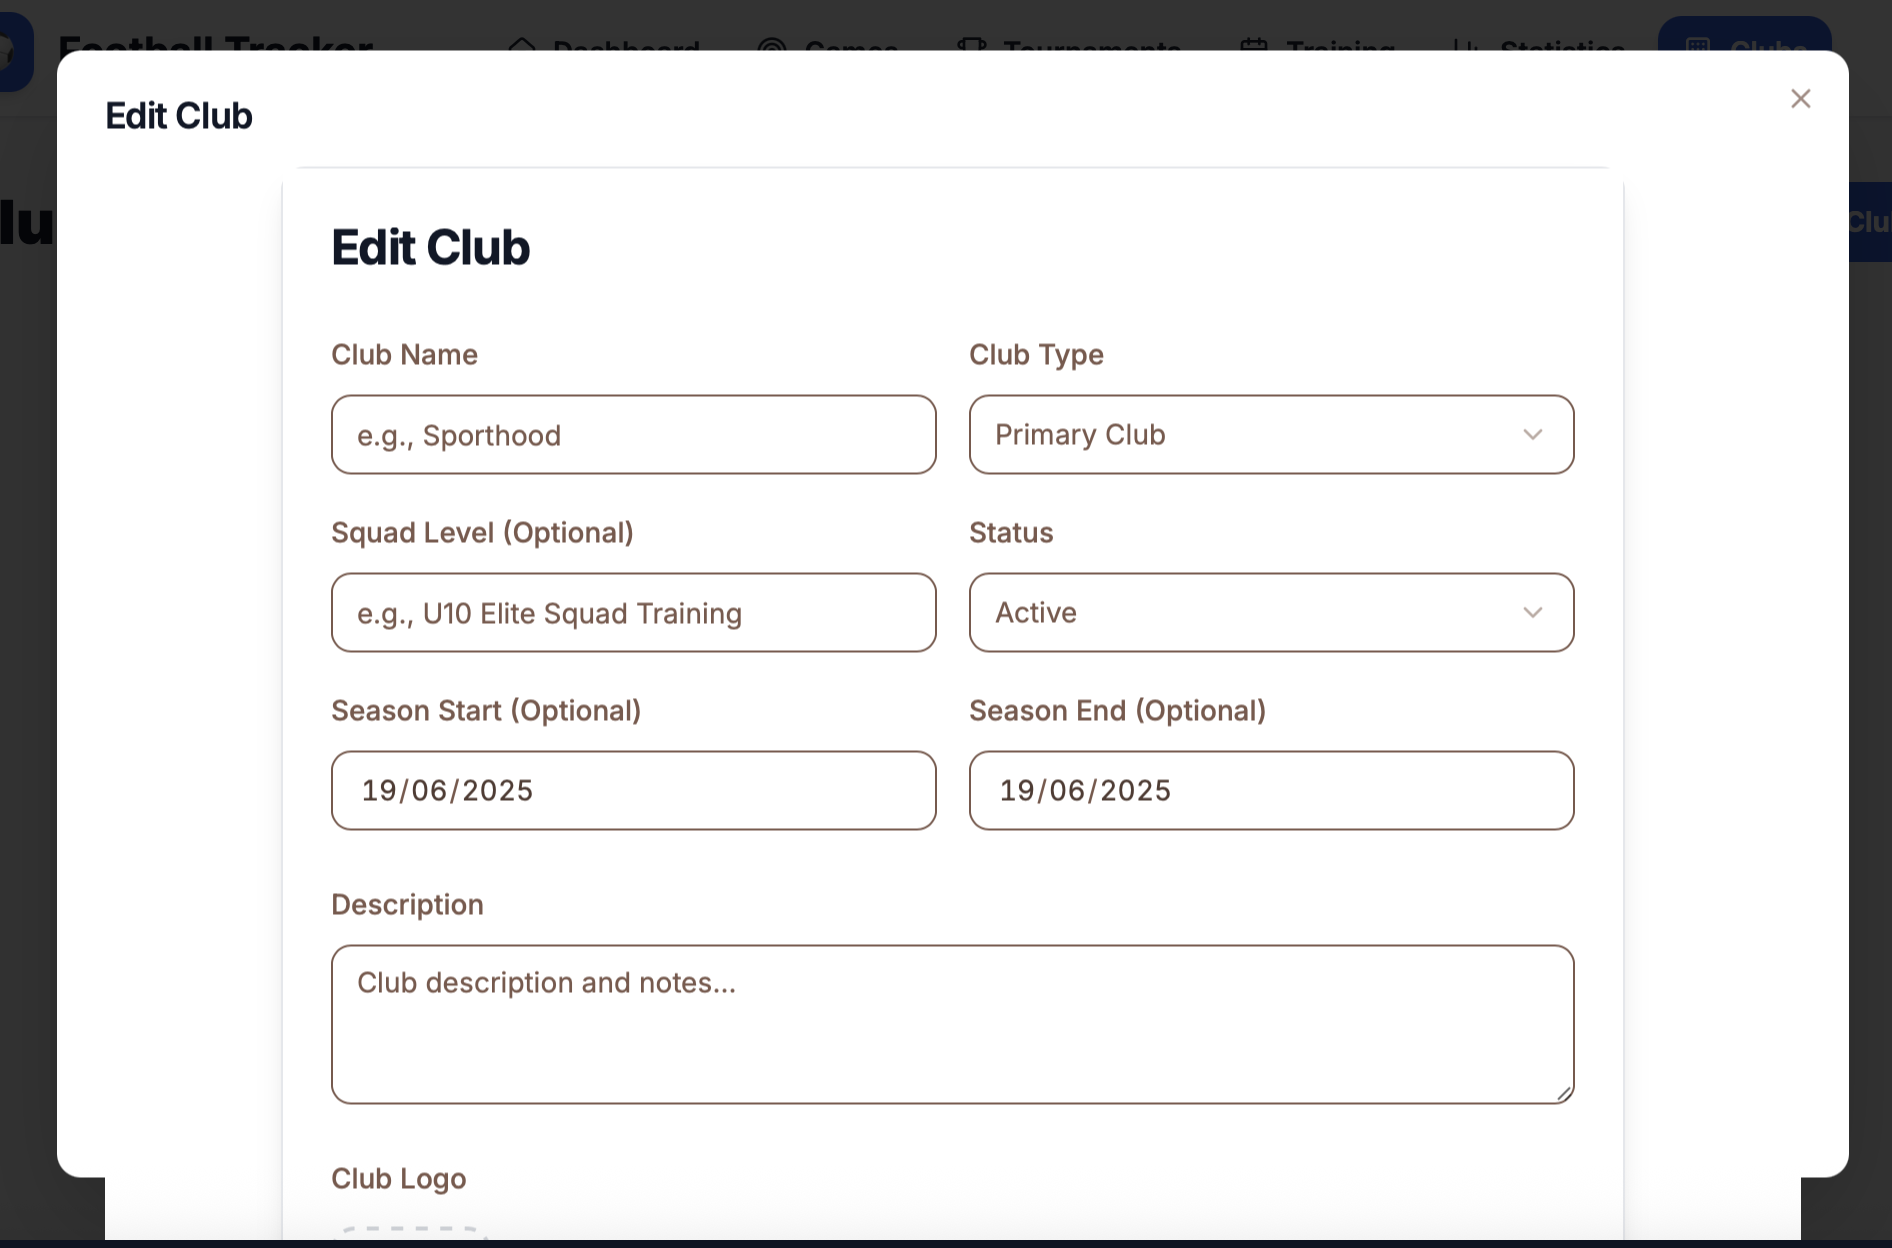 Football Tracker Dashboard Games Tournaments Training Statistics Clubs
Edit Club
Edit Club
Club Name Club Type
e.g., Sporthood Primary Club
Squad Level (Optional) Status
e.g., U10 Elite Squad Training Active
Season Start (Optional) Season End (Optional)
19/06/2025 19/06/2025
Description
Club description and notes...
Club Logo